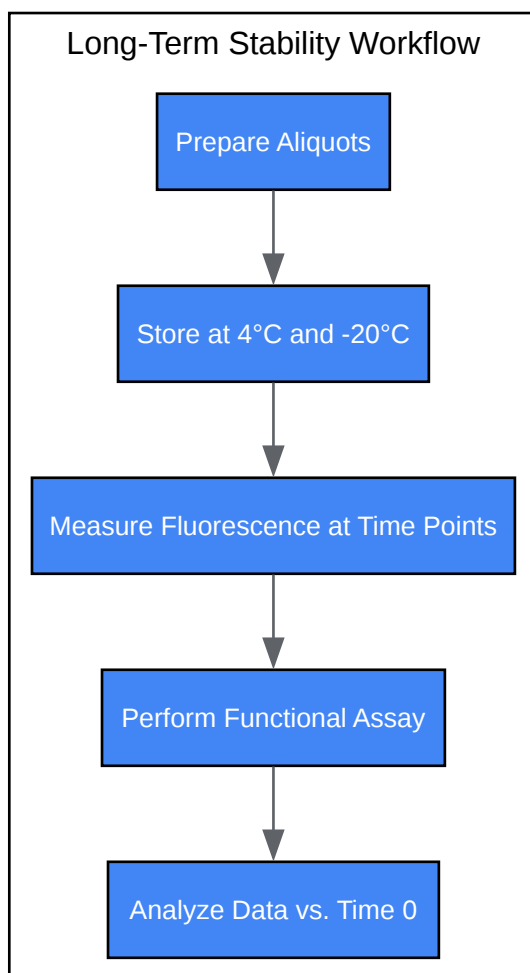 Long-Term Stability Workflow
Prepare Aliquots
Store at 4°C and -20°C
Measure Fluorescence at Time Points
Perform Functional Assay
Analyze Data vs. Time 0